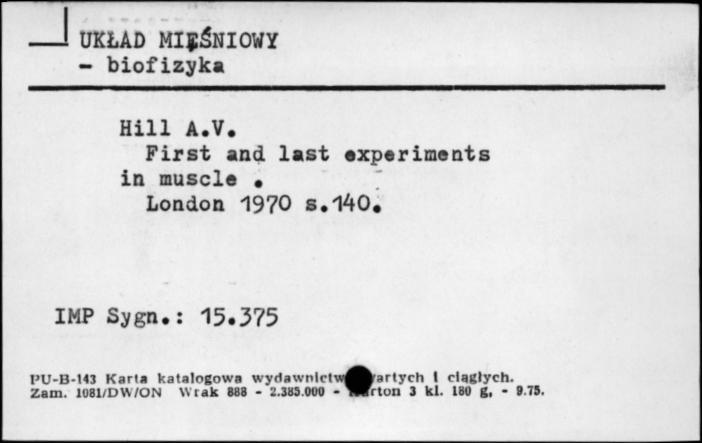 UKŁAD MIĘŚNIOWY
- biofizyka
Hill A.V.
First and last experiments
in muscle .
London 1970 s.140.
IMP Sygn.: 15.375
PU-B-143 Karta katalogowa wydawnictw artych i ciągłych.
Zam. 1081/DW/ON Wrak 888 - 2.385.000 - rton 3 kl. 180 g, - 9.75.